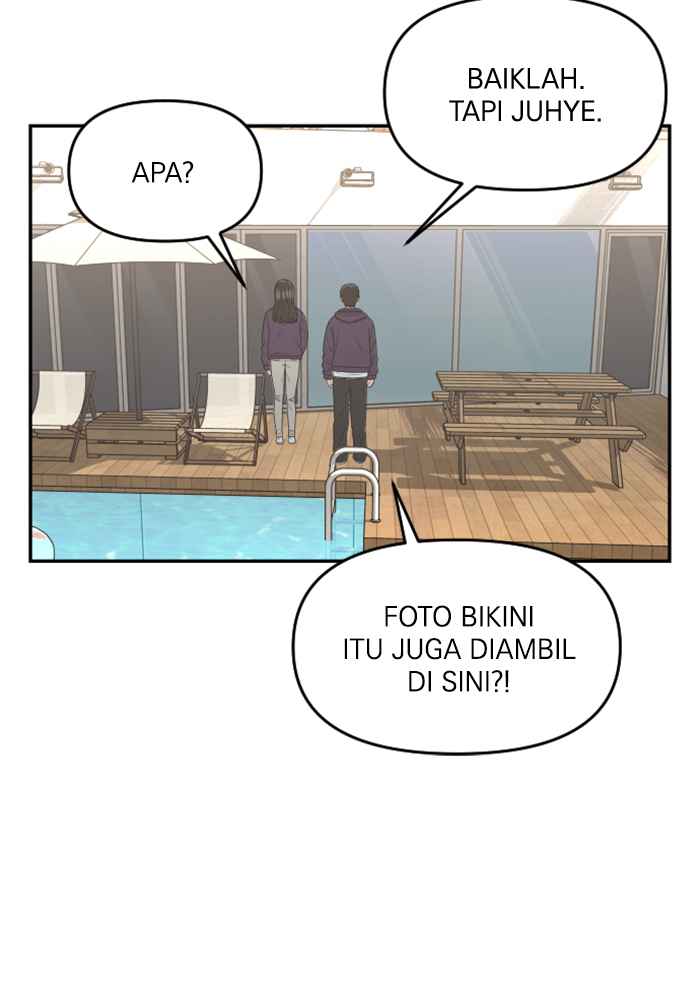 BAIKLAH.
TAPI JUHYE.
APA?
FOTO BIKINI
ITU JUGA DIAMBIL
DI SINI?!